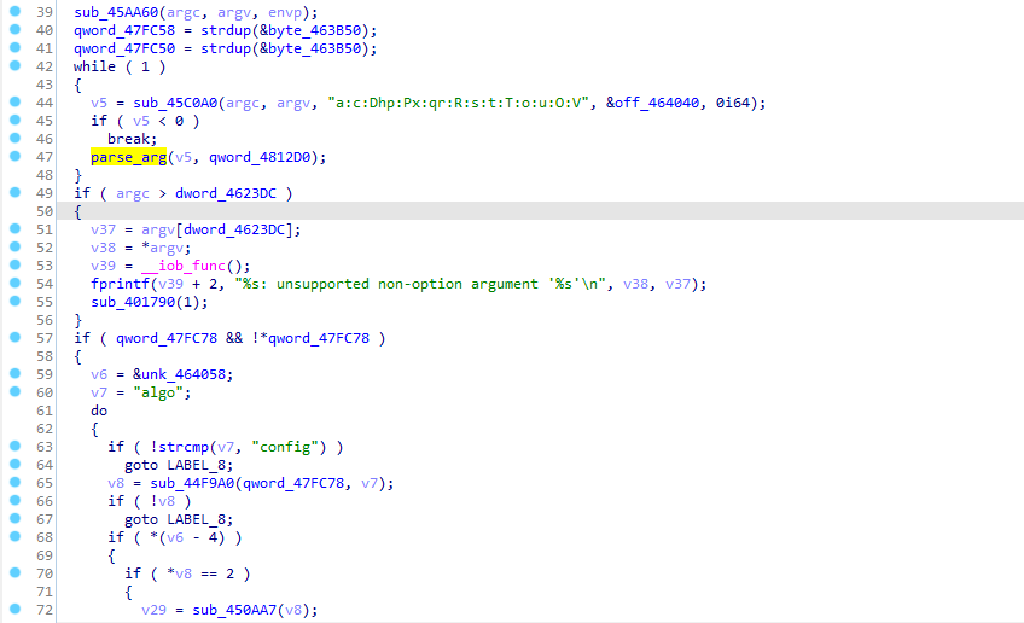 39 sub_45AA60(argc, argv, envp);
40 qword_47FC58 = strdup(&byte_463B50);
41 qword_47FC50 = strdup(&byte_463B50);
42 while ( 1 )
43 {
44 v5 = sub_45C0A0(argc, argv, "a:c:Dhp:Px:qr:R:s:t:T:o:u:O:V", &off_464040, 0i64);
45 if ( v5 < 0 )
46 break;
47 parse_arg(v5, qword_4812D0);
48 }
49 if ( argc > dword_4623DC )
50 {
51 v37 = argv[dword_4623DC];
52 v38 = *argv;
53 v39 = __iob_func();
54 fprintf(v39 + 2, "%s: unsupported non-option argument '%s'\n", v38, v37);
55 sub_401790(1);
56 }
57 if ( qword_47FC78 && !*qword_47FC78 )
58 {
59 v6 = &unk_464058;
60 v7 = "algo";
61 do
62 {
63 if ( !strcmp(v7, "config") )
64 goto LABEL_8;
65 v8 = sub_44F9A0(qword_47FC78, v7);
66 if ( !v8 )
67 goto LABEL_8;
68 if ( *(v6 - 4) )
69 {
70 if ( *v8 == 2 )
71 {
72 v29 = sub_450AA7(v8);